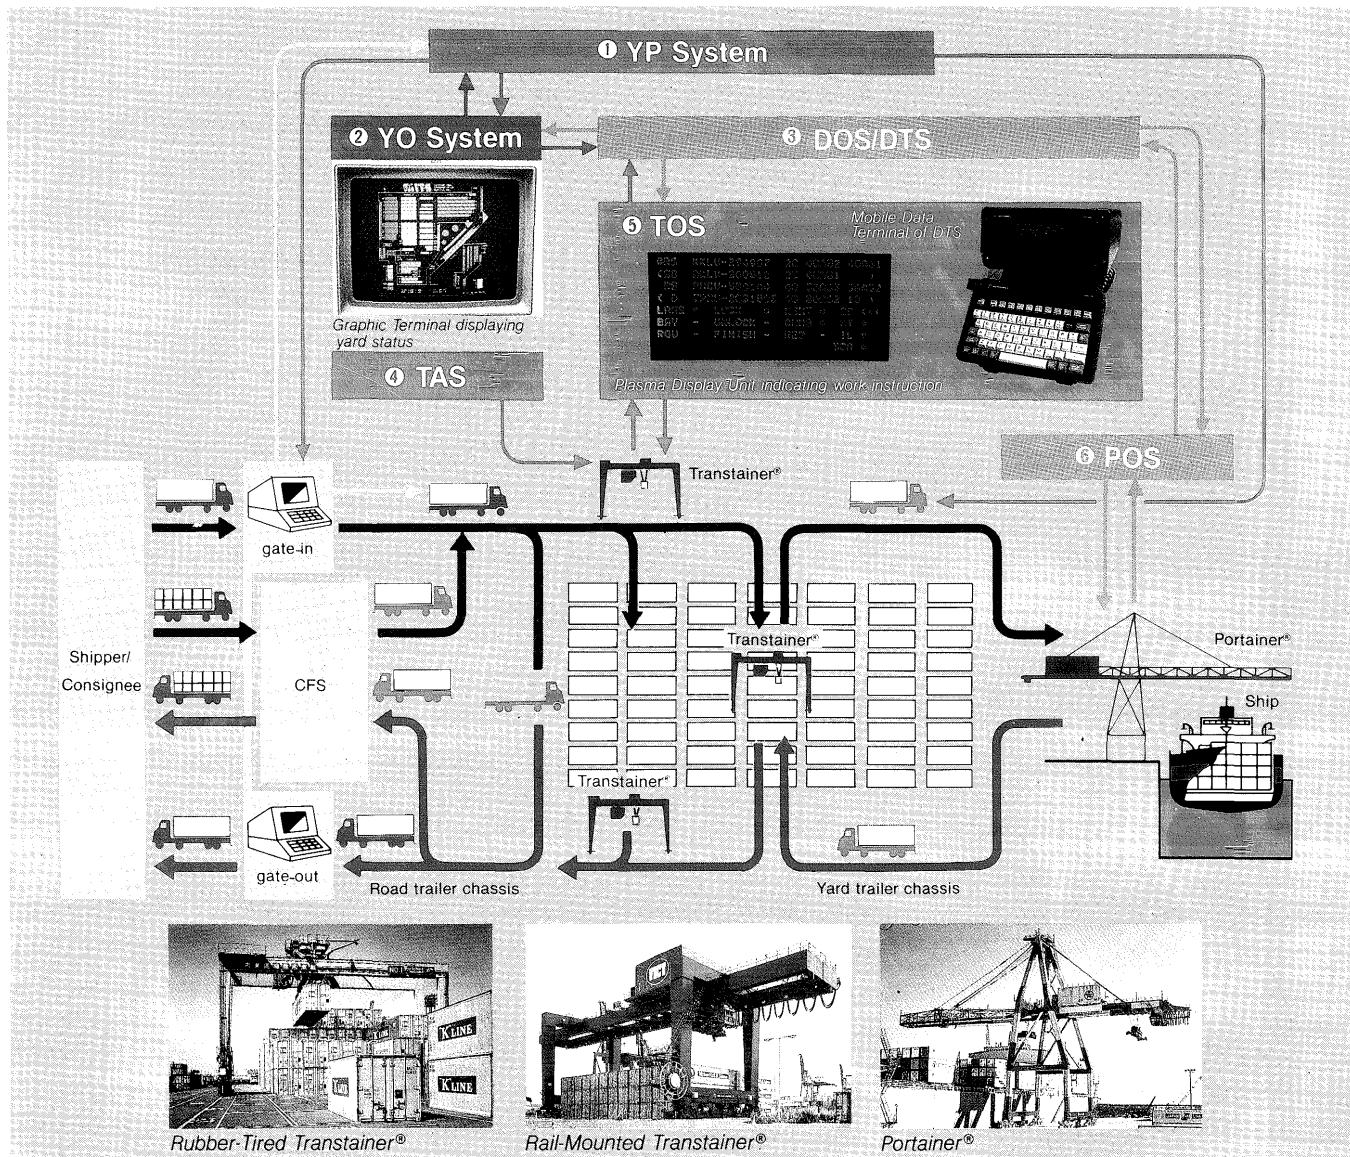 ❶ YP System
❷ YO System
❸ DOS/DTS
❺ TOS
Mobile Data
Terminal of DTS
Graphic Terminal displaying
yard status
Plasma Display Unit indicating work instruction
❹ TAS
❻ POS
Transtainer®
gate-in
Transtainer®
Portainer®
Shipper/
Consignee
CFS
Ship
Transtainer®
gate-out
Road trailer chassis
Yard trailer chassis
K LINE
K LINE
Rubber-Tired Transtainer®
Rail-Mounted Transtainer®
Portainer®